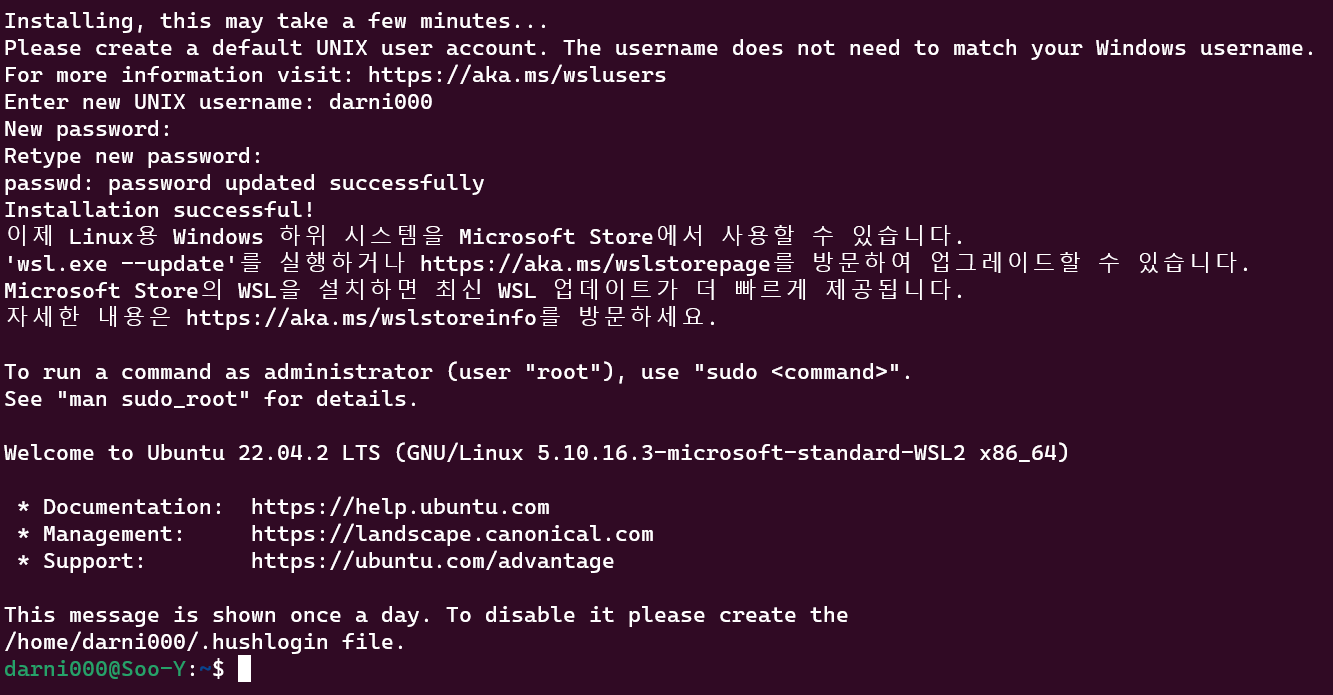 Installing, this may take a few minutes...
Please create a default UNIX user account. The username does not need to match your Windows username.
For more information visit: https://aka.ms/wslusers
Enter new UNIX username: darni000
New password:
Retype new password:
passwd: password updated successfully
Installation successful!
이제 Linux용 Windows 하위 시스템을 Microsoft Store에서 사용할 수 있습니다.
'wsl.exe --update'를 실행하거나 https://aka.ms/wslstorepage를 방문하여 업그레이드할 수 있습니다.
Microsoft Store의 WSL을 설치하면 최신 WSL 업데이트가 더 빠르게 제공됩니다.
자세한 내용은 https://aka.ms/wslstoreinfo를 방문하세요.
To run a command as administrator (user "root"), use "sudo <command>".
See "man sudo_root" for details.
Welcome to Ubuntu 22.04.2 LTS (GNU/Linux 5.10.16.3-microsoft-standard-WSL2 x86_64)
* Documentation:  https://help.ubuntu.com
* Management:     https://landscape.canonical.com
* Support:        https://ubuntu.com/advantage
This message is shown once a day. To disable it please create the
/home/darni000/.hushlogin file.
darni000@Soo-Y:~$